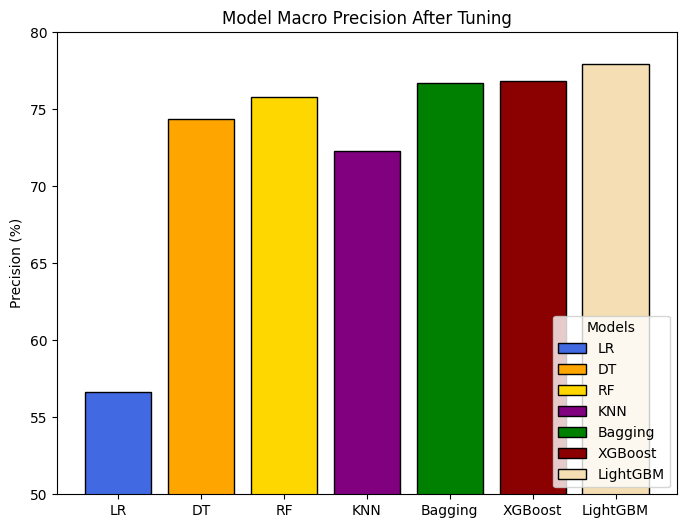 Model Macro Precision After Tuning
Precision (%)
80
75
70
65
60
55
50
LR DT RF KNN Bagging XGBoost LightGBM
Models
LR
DT
RF
KNN
Bagging
XGBoost
LightGBM